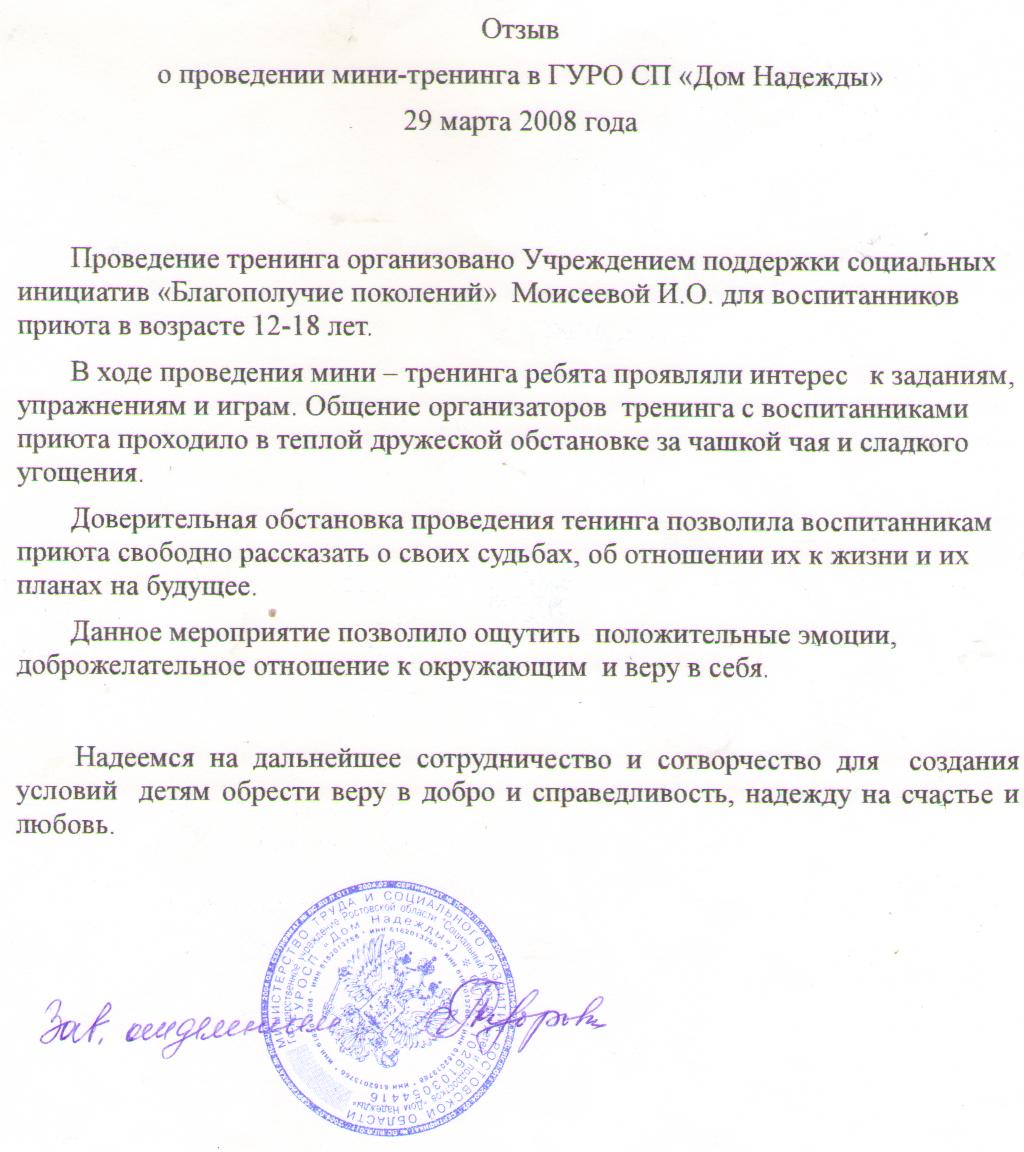 Отзыв
о проведении мини-тренинга в ГУРО СП «Дом Надежды»
29 марта 2008 года
Проведение тренинга организовано Учреждением поддержки социальных
инициатив «Благополучие поколений» Моисеевой И.О. для воспитанников
приюта в возрасте 12-18 лет.
В ходе проведения мини – тренинга ребята проявляли интерес к заданиям,
упражнениям и играм. Общение организаторов тренинга с воспитанниками
приюта проходило в теплой дружеской обстановке за чашкой чая и сладкого
угощения.
Доверительная обстановка проведения тенинга позволила воспитанникам
приюта свободно рассказать о своих судьбах, об отношении их к жизни и их
планах на будущее.
Данное мероприятие позволило ощутить положительные эмоции,
доброжелательное отношение к окружающим и веру в себя.
Надеемся на дальнейшее сотрудничество и сотворчество для создания
условий детям обрести веру в добро и справедливость, надежду на счастье и
любовь.
МИНИСТЕРСТВО ТРУДА И СОЦИАЛЬНОГО РАЗВИТИЯ РОСТОВСКОЙ ОБЛАСТИ
Государственное учреждение Ростовской области "Социальный приют для детей и подростков "Дом Надежды"
(ГУРОСП «Дом Надежды»)
ИНН 6162013766
Зав. отделением